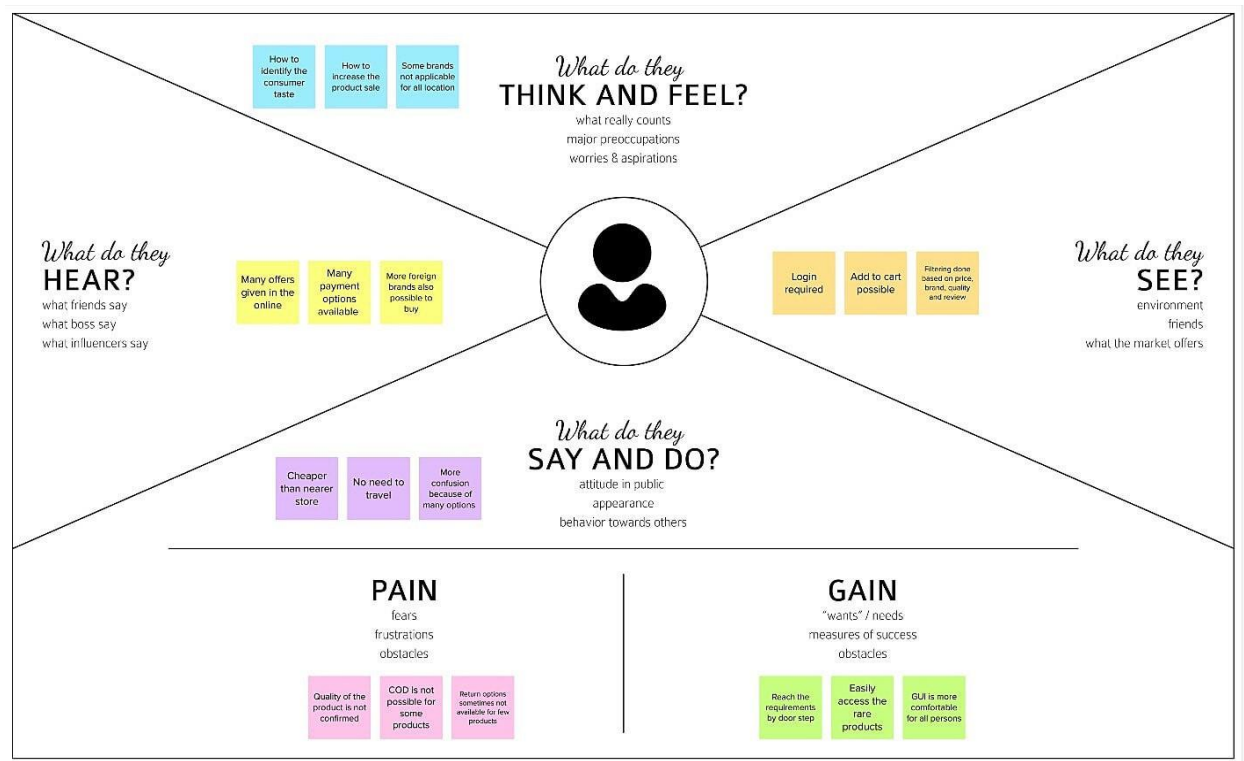 How to
identify the
consumer
taste
How to
increase the
product sale
Some brands
not applicable
for all location
What do they
THINK AND FEEL?
what really counts
major preoccupations
worries & aspirations
What do they
HEAR?
what friends say
what boss say
what influencers say
Many offers
given in the
online
Many
payment
options
available
More foreign
brands also
possible to
buy
Login
required
Add to cart
possible
Filtering done
based on price,
brand, quality
and review
What do they
SEE?
environment
friends
what the market offers
What do they
SAY AND DO?
attitude in public
appearance
behavior towards others
Cheaper
than nearer
store
No need to
travel
More
confusion
because of
many options
PAIN
fears
frustrations
obstacles
Quality of the
product is not
confirmed
COD is not
possible for
some
products
Return options
sometimes not
available for few
products
GAIN
"wants" / needs
measures of success
obstacles
Reach the
requirements
by door step
Easily
access the
rare
products
GUI is more
comfortable
for all persons